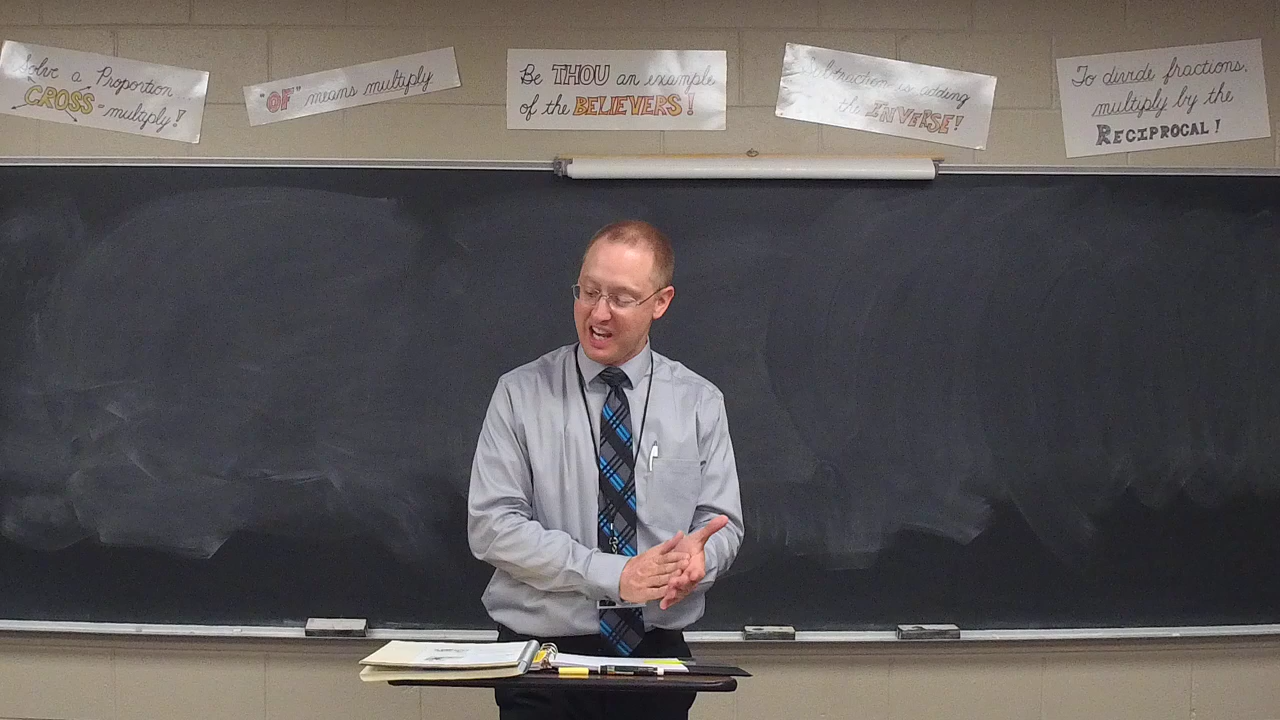 Solve a Proportion...
CROSS-multiply!
"OF" means multiply
Be THOU an example
of the BELIEVERS!
Subtraction is adding
the INVERSE!
To divide fractions,
multiply by the
RECIPROCAL!